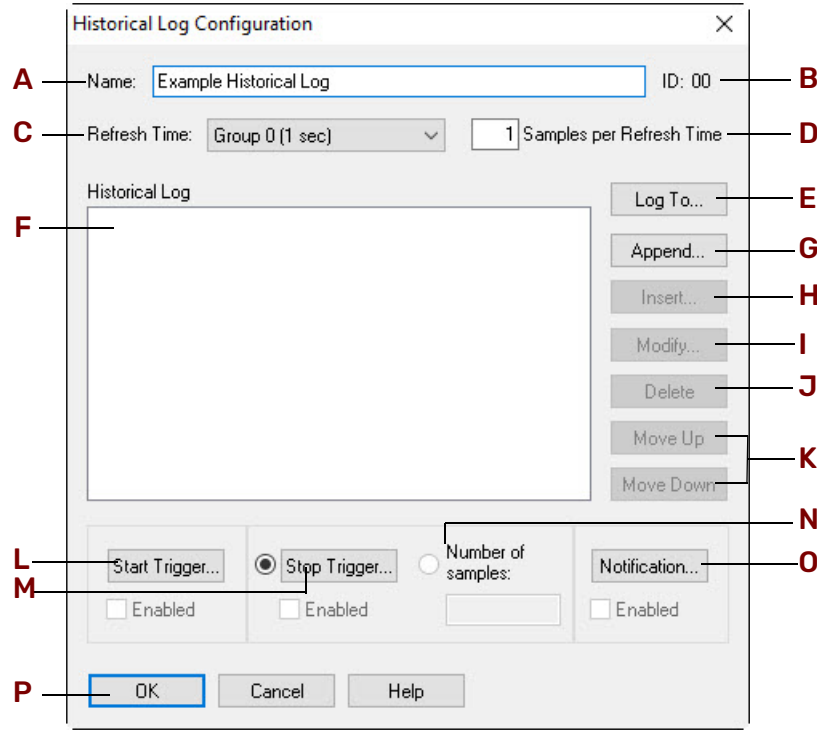 Historical Log Configuration
A Name: Example Historical Log ID: 00 B
C Refresh Time: Group 0 (1 sec) 1 Samples per Refresh Time D
Historical Log
Log To... E
F
Append... G
Insert... H
Modify... I
Delete J
Move Up
K
Move Down
N
Number of
samples:
L Start Trigger... Stop Trigger... Notification... O
M
Enabled Enabled Enabled
P OK Cancel Help